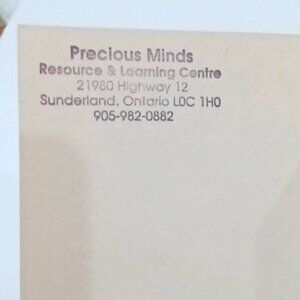 Precious Minds
Resource & Learning Centre
21980 Highway 12
Sunderland, Ontario L0C 1H0
905-982-0882